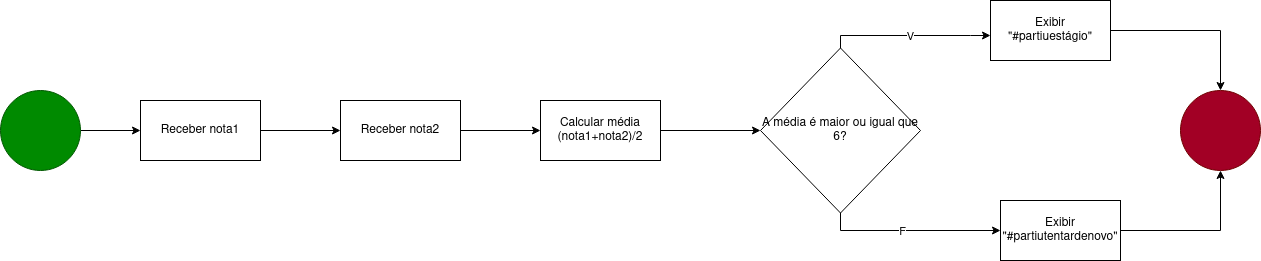 Receber nota1
Receber nota2
Calcular média
(nota1+nota2)/2
A média é maior ou igual que
6?
V
Exibir
"#partiuestágio"
F
Exibir
"#partiutentardenovo"